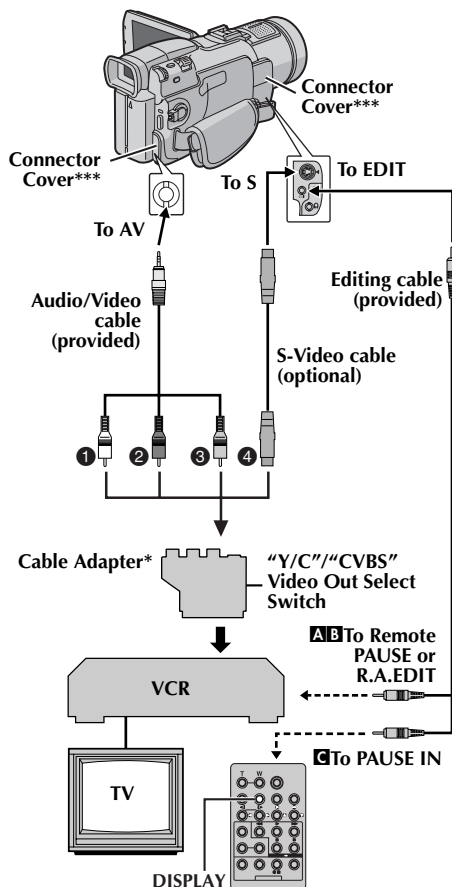 Connector
Cover***
Connector
Cover***
To AV
To S
To EDIT
Audio/Video
cable
(provided)
Editing cable
(provided)
S-Video cable
(optional)
1 2 3 4
Cable Adapter*
“Y/C”/“CVBS”
Video Out Select
Switch
A B To Remote
PAUSE or
R.A.EDIT
VCR
C To PAUSE IN
TV
T W
DISPLAY